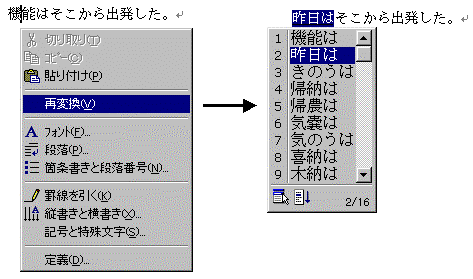 機能はそこから出発した。↵
切り取り(T)
コピー(C)
貼り付け(P)
再変換(V)
フォント(F)...
段落(P)...
箇条書きと段落番号(N)...
罫線を引く(K)
縦書きと横書き(X)...
記号と特殊文字(S)...
定義(D)...
昨日はそこから出発した。↵
1 機能は
2 昨日は
3 きのうは
4 帰納は
5 帰農は
6 気嚢は
7 気のうは
8 喜納は
9 木納は
2/16